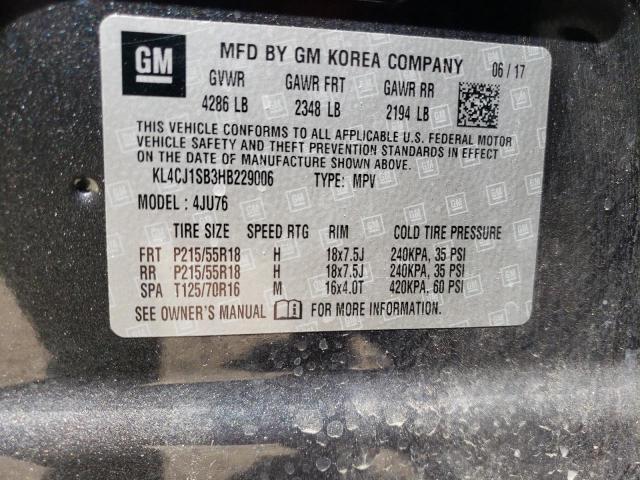 GM
MFD BY GM KOREA COMPANY 06 / 17
GVWR GAWR FRT GAWR RR
4286 LB 2348 LB 2194 LB
THIS VEHICLE CONFORMS TO ALL APPLICABLE U.S. FEDERAL MOTOR
VEHICLE SAFETY AND THEFT PREVENTION STANDARDS IN EFFECT
ON THE DATE OF MANUFACTURE SHOWN ABOVE.
KL4CJ1SB3HB229006 TYPE: MPV
MODEL : 4JU76
TIRE SIZE SPEED RTG RIM COLD TIRE PRESSURE
FRT P215/55R18 H 18x7.5J 240KPA, 35 PSI
RR P215/55R18 H 18x7.5J 240KPA, 35 PSI
SPA T125/70R16 M 16x4.0T 420KPA, 60 PSI
SEE OWNER'S MANUAL i FOR MORE INFORMATION.